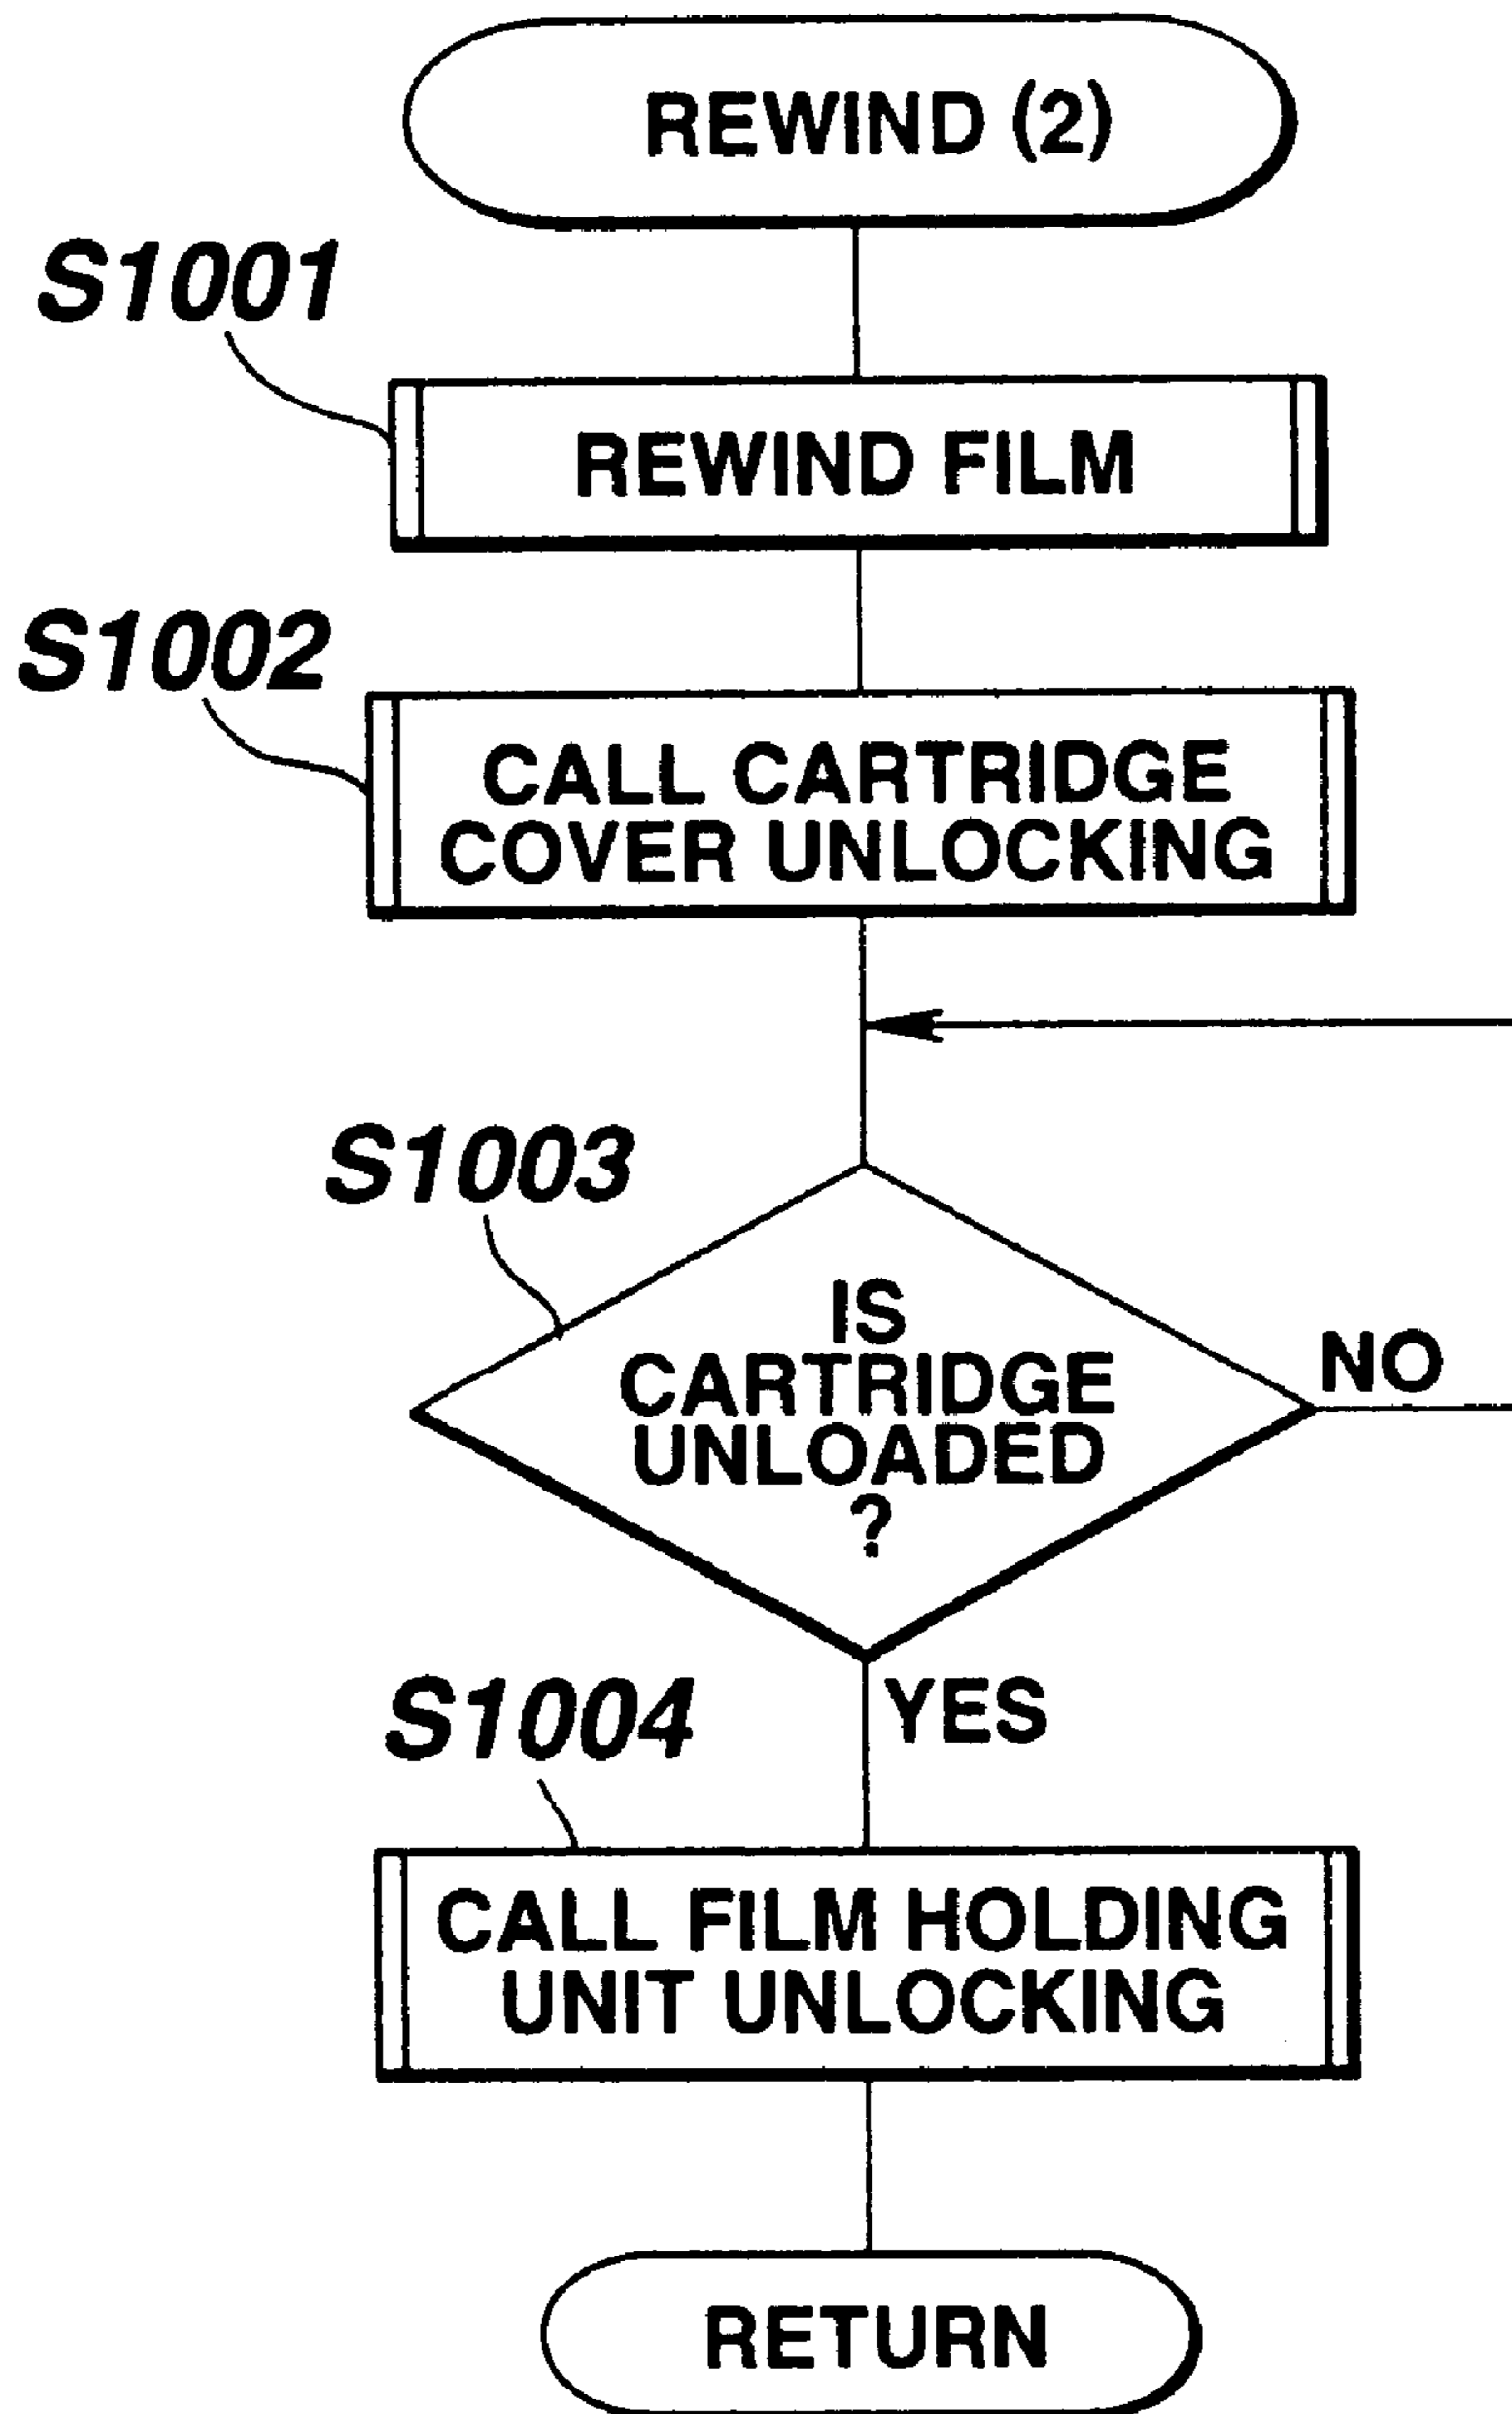 REWIND (2)
S1001
REWIND FILM
S1002
CALL CARTRIDGE
COVER UNLOCKING
S1003
IS
CARTRIDGE
UNLOADED
?
NO
YES
S1004
CALL FILM HOLDING
UNIT UNLOCKING
RETURN